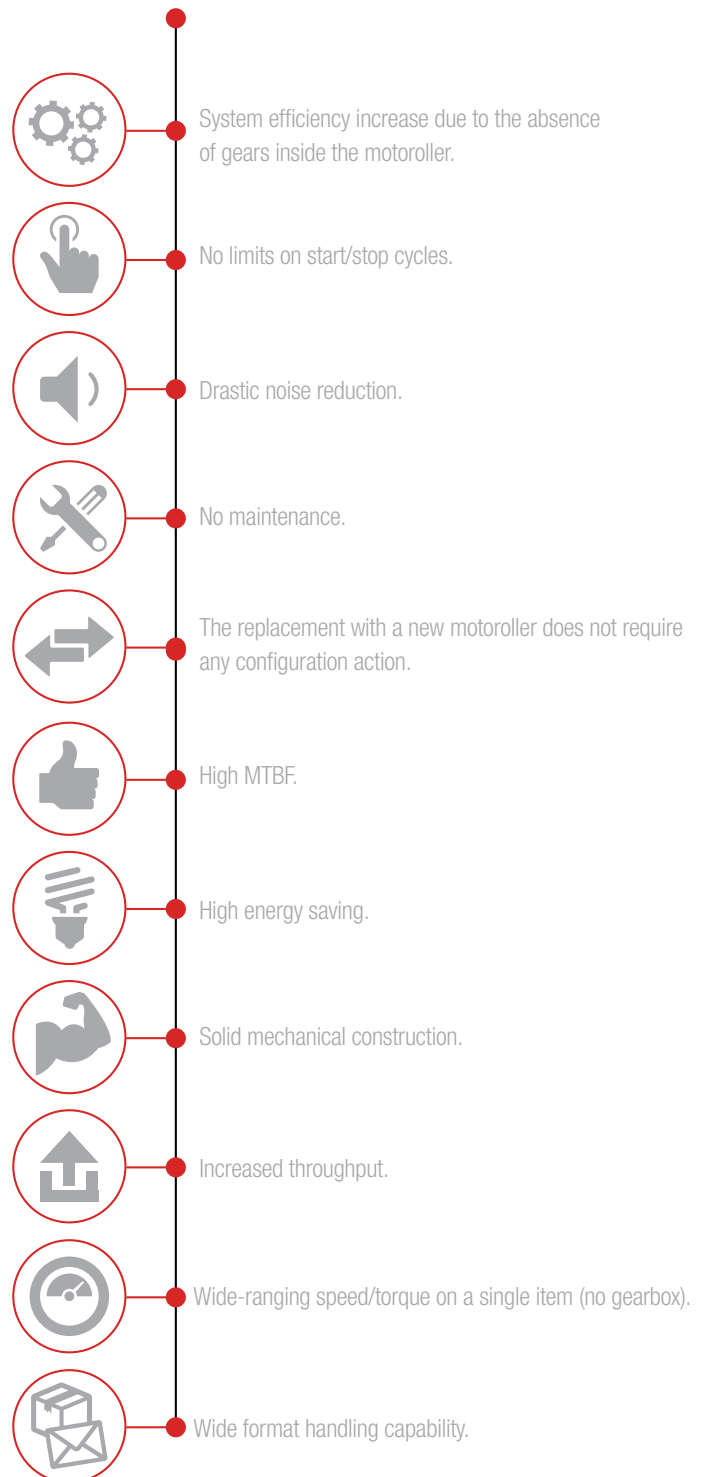 System efficiency increase due to the absence
of gears inside the motoroller.
No limits on start/stop cycles.
Drastic noise reduction.
No maintenance.
The replacement with a new motoroller does not require
any configuration action.
High MTBF.
High energy saving.
Solid mechanical construction.
Increased throughput.
Wide-ranging speed/torque on a single item (no gearbox).
Wide format handling capability.